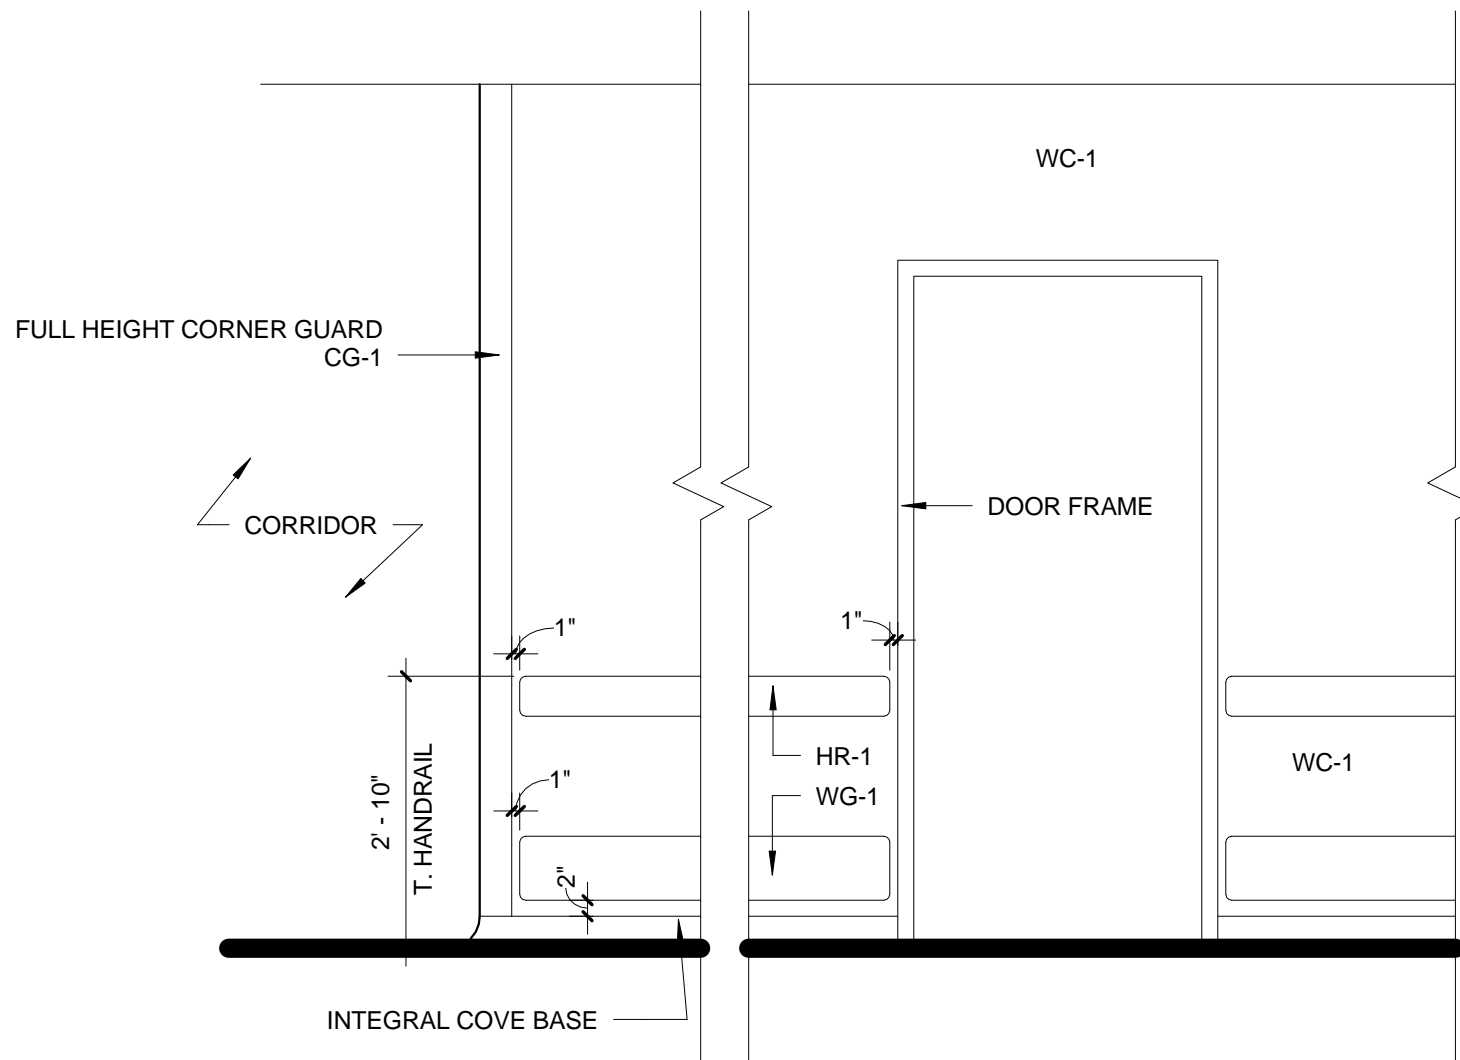 WC-1
FULL HEIGHT CORNER GUARD
CG-1
CORRIDOR
DOOR FRAME
1"
1"
HR-1
WC-1
1"
WG-1
2' - 10"
T. HANDRAIL
2"
INTEGRAL COVE BASE